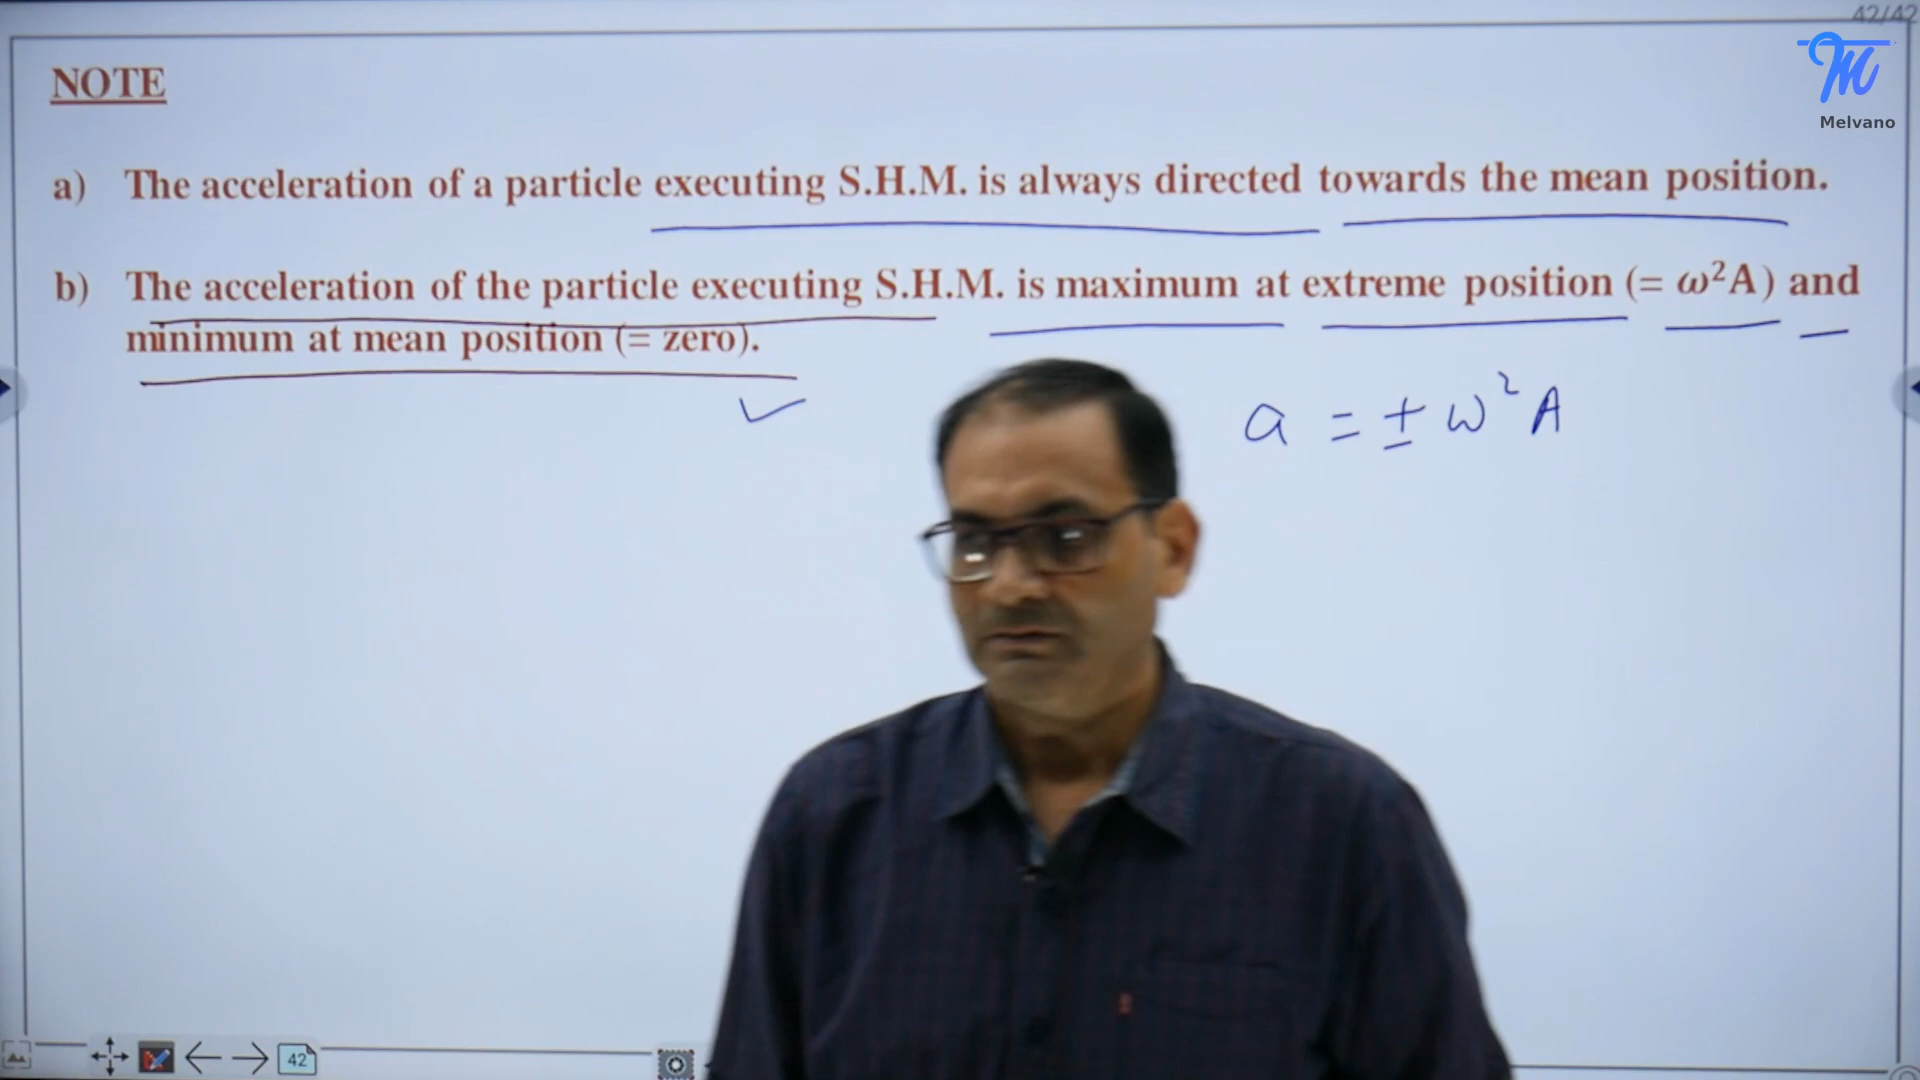 42/42
Melvano
NOTE
a) The acceleration of a particle executing S.H.M. is always directed towards the mean position.
b) The acceleration of the particle executing S.H.M. is maximum at extreme position (= ω²A) and
minimum at mean position (= zero).
a = ± ω² A
42